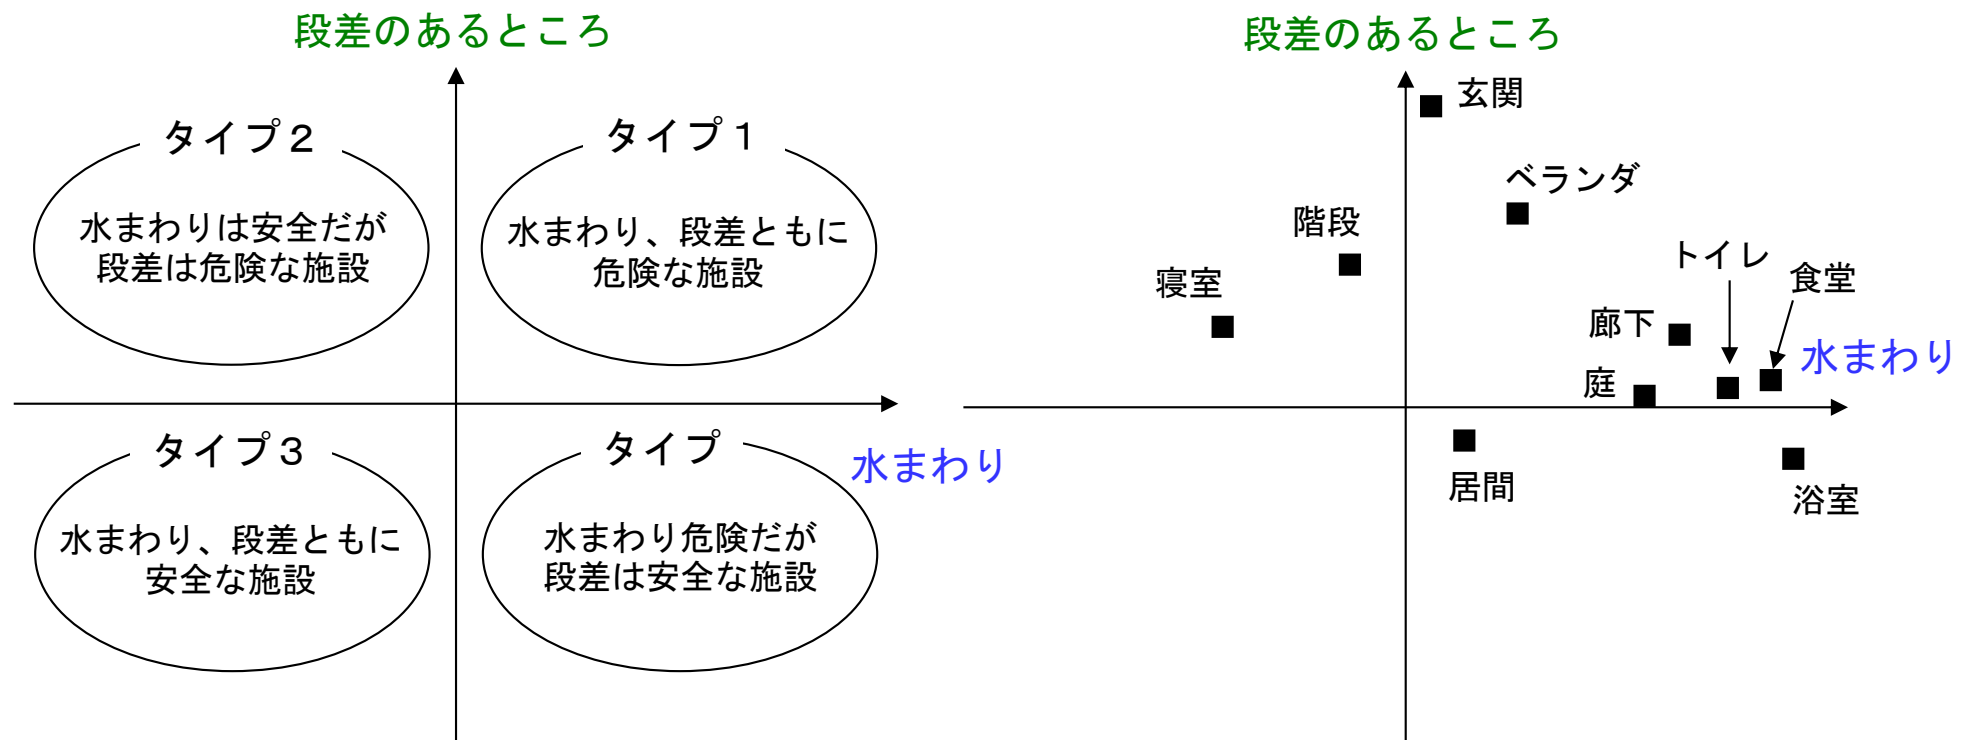 段差のあるところ
タイプ２
水まわりは安全だが
段差は危険な施設
タイプ１
水まわり、段差ともに
危険な施設
タイプ３
水まわり、段差ともに
安全な施設
タイプ
水まわり危険だが
段差は安全な施設
水まわり
段差のあるところ
玄関
ベランダ
階段
寝室
トイレ
食堂
廊下
水まわり
庭
居間
浴室